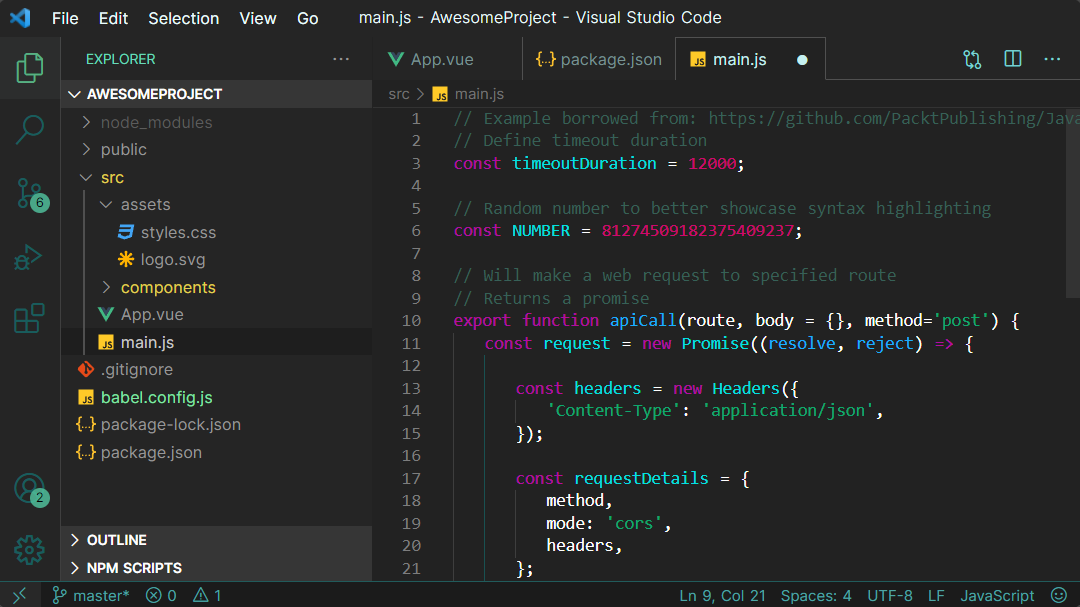 File Edit Selection View Go main.js - AwesomeProject - Visual Studio Code
EXPLORER
AWESOMEPROJECT
node_modules
public
src
assets
styles.css
logo.svg
components
App.vue
main.js
.gitignore
babel.config.js
package-lock.json
package.json
OUTLINE
NPM SCRIPTS
6
2
App.vue package.json main.js
src > main.js
1 // Example borrowed from: https://github.com/PacktPublishing/Java
2 // Define timeout duration
3 const timeoutDuration = 12000;
4
5 // Random number to better showcase syntax highlighting
6 const NUMBER = 81274509182375409237;
7
8 // Will make a web request to specified route
9 // Returns a promise
10 export function apiCall(route, body = {}, method='post') {
11 const request = new Promise((resolve, reject) => {
12
13 const headers = new Headers({
14 'Content-Type': 'application/json',
15 });
16
17 const requestDetails = {
18 method,
19 mode: 'cors',
20 headers,
21 };
master* 0 1 Ln 9, Col 21 Spaces: 4 UTF-8 LF JavaScript